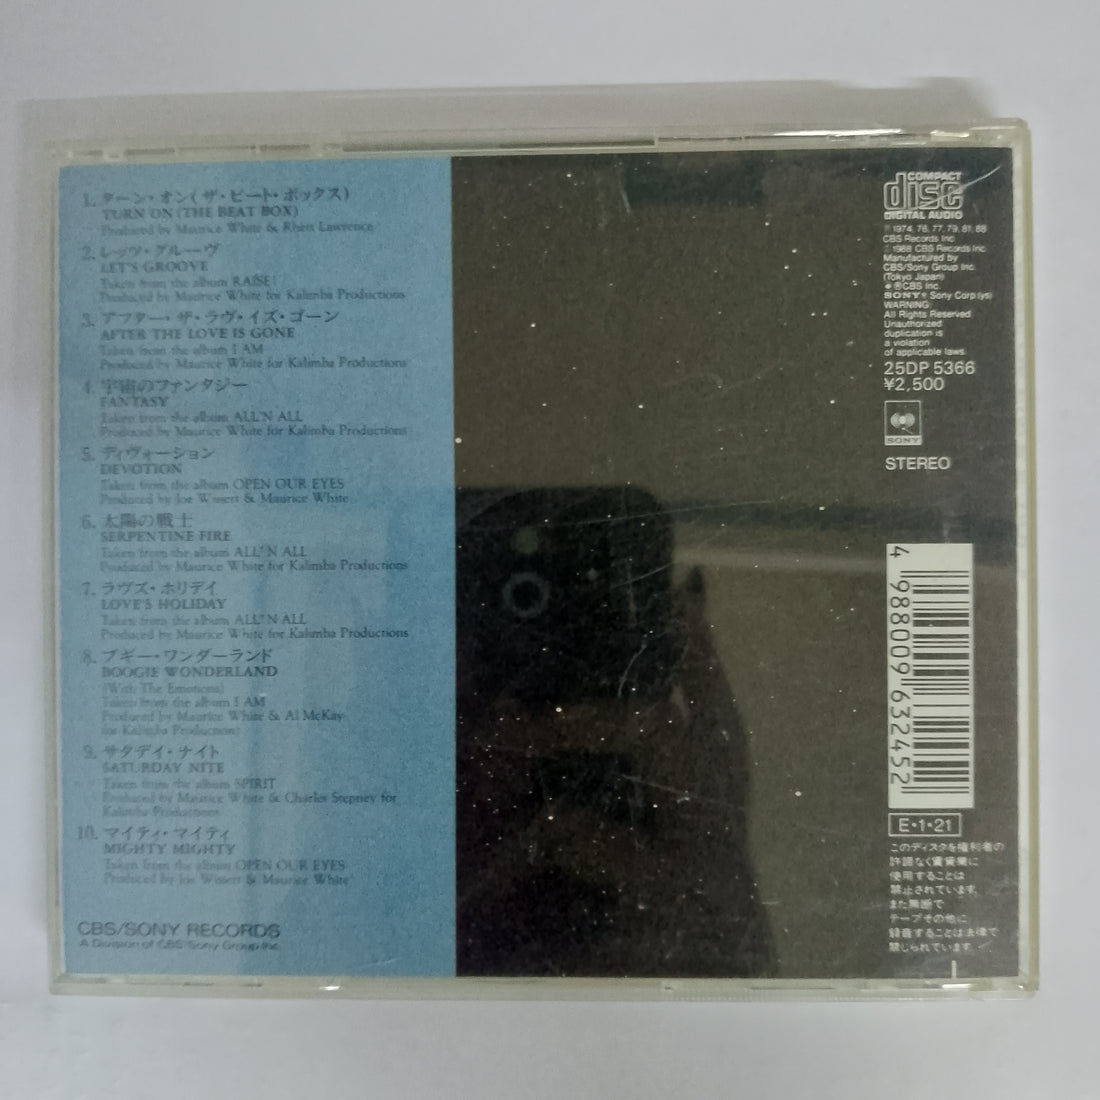 1. ターン・オン(ザ・ビート・ボックス)
TURN ON (THE BEAT BOX)
Produced by Maurice White & Rhett Lawrence
2. レッツ・グルーヴ
LET'S GROOVE
Taken from the album RAISE!
Produced by Maurice White for Kalimba Productions
3. アフター・ザ・ラヴ・イズ・ゴーン
AFTER THE LOVE IS GONE
Taken from the album I AM
Produced by Maurice White for Kalimba Productions
4. 宇宙のファンタジー
FANTASY
Taken from the album ALL'N ALL
Produced by Maurice White for Kalimba Productions
5. ディヴォーション
DEVOTION
Taken from the album OPEN OUR EYES
Produced by Joe Wissert & Maurice White
6. 太陽の戦士
SERPENTINE FIRE
Taken from the album ALL'N ALL
Produced by Maurice White for Kalimba Productions
7. ラヴズ・ホリデイ
LOVE'S HOLIDAY
Taken from the album ALL'N ALL
Produced by Maurice White for Kalimba Productions
8. ブギー・ワンダーランド
BOOGIE WONDERLAND
(With The Emotions)
Taken from the album I AM
Produced by Maurice White & Al McKay
for Kalimba Productions
9. サタデイ・ナイト
SATURDAY NITE
Taken from the album SPIRIT
Produced by Maurice White & Charles Stepney for
Kalimba Productions
10. マイティ・マイティ
MIGHTY MIGHTY
Taken from the album OPEN OUR EYES
Produced by Joe Wissert & Maurice White
CBS/SONY RECORDS
A Division of CBS/Sony Group Inc.
COMPACT
disc
DIGITAL AUDIO
℗ 1974, 76, 77, 79, 81, 88
CBS Records Inc.
© 1988 CBS Records Inc.
Manufactured by
CBS/Sony Group Inc.
(Tokyo Japan)
CBS Inc.
SONY® Sony Corp
WARNING:
All Rights Reserved
Unauthorized
duplication is
a violation
of applicable laws.
25DP 5366
¥2,500
SONY
STEREO
4 988009 632452
E・1・21
このディスクを権利者の
許諾なく賃貸業に
使用することは
禁止されています。
また無断で
テープその他に
録音することは法律で
禁じられています。